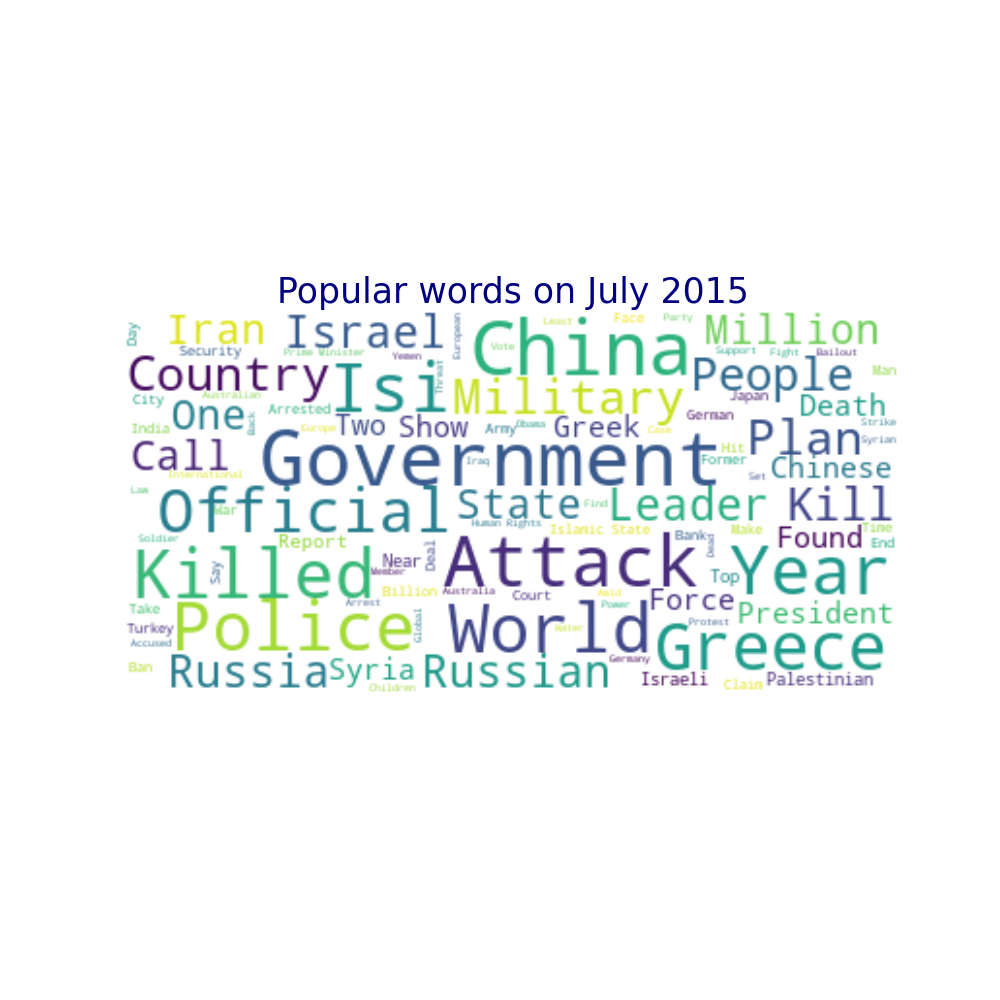 Popular words on July 2015
Day
Iran
Israel
European
China
Least
Face
Party
Million
Security
Prime Minister
Yemen
Vote
Support
Fight
Bailout
Country
Isi
Threat
Military
People
Man
City
Australian
One
Back
Arrested
Japan
Death
India
Europe
Two
Show
Army
Obama
Greek
Case
German
Plan
Strike
Syrian
Call
Government
Iraq
Hit
Former
Chinese
International
Set
Law
Official
War
State
Find
Leader
Kill
Human Rights
Islamic State
Bank
Make
Found
Time
Soldier
Report
Dead
End
Killed
Say
Near
Deal
Member
Attack
Top
Year
Billion
Australia
Court
Amid
Force
Arrest
Power
Take
Police
Global
World
President
Turkey
Accused
Water
Protest
Greece
Ban
Russia
Syria
Russian
Germany
Israeli
Claim
Palestinian
Children